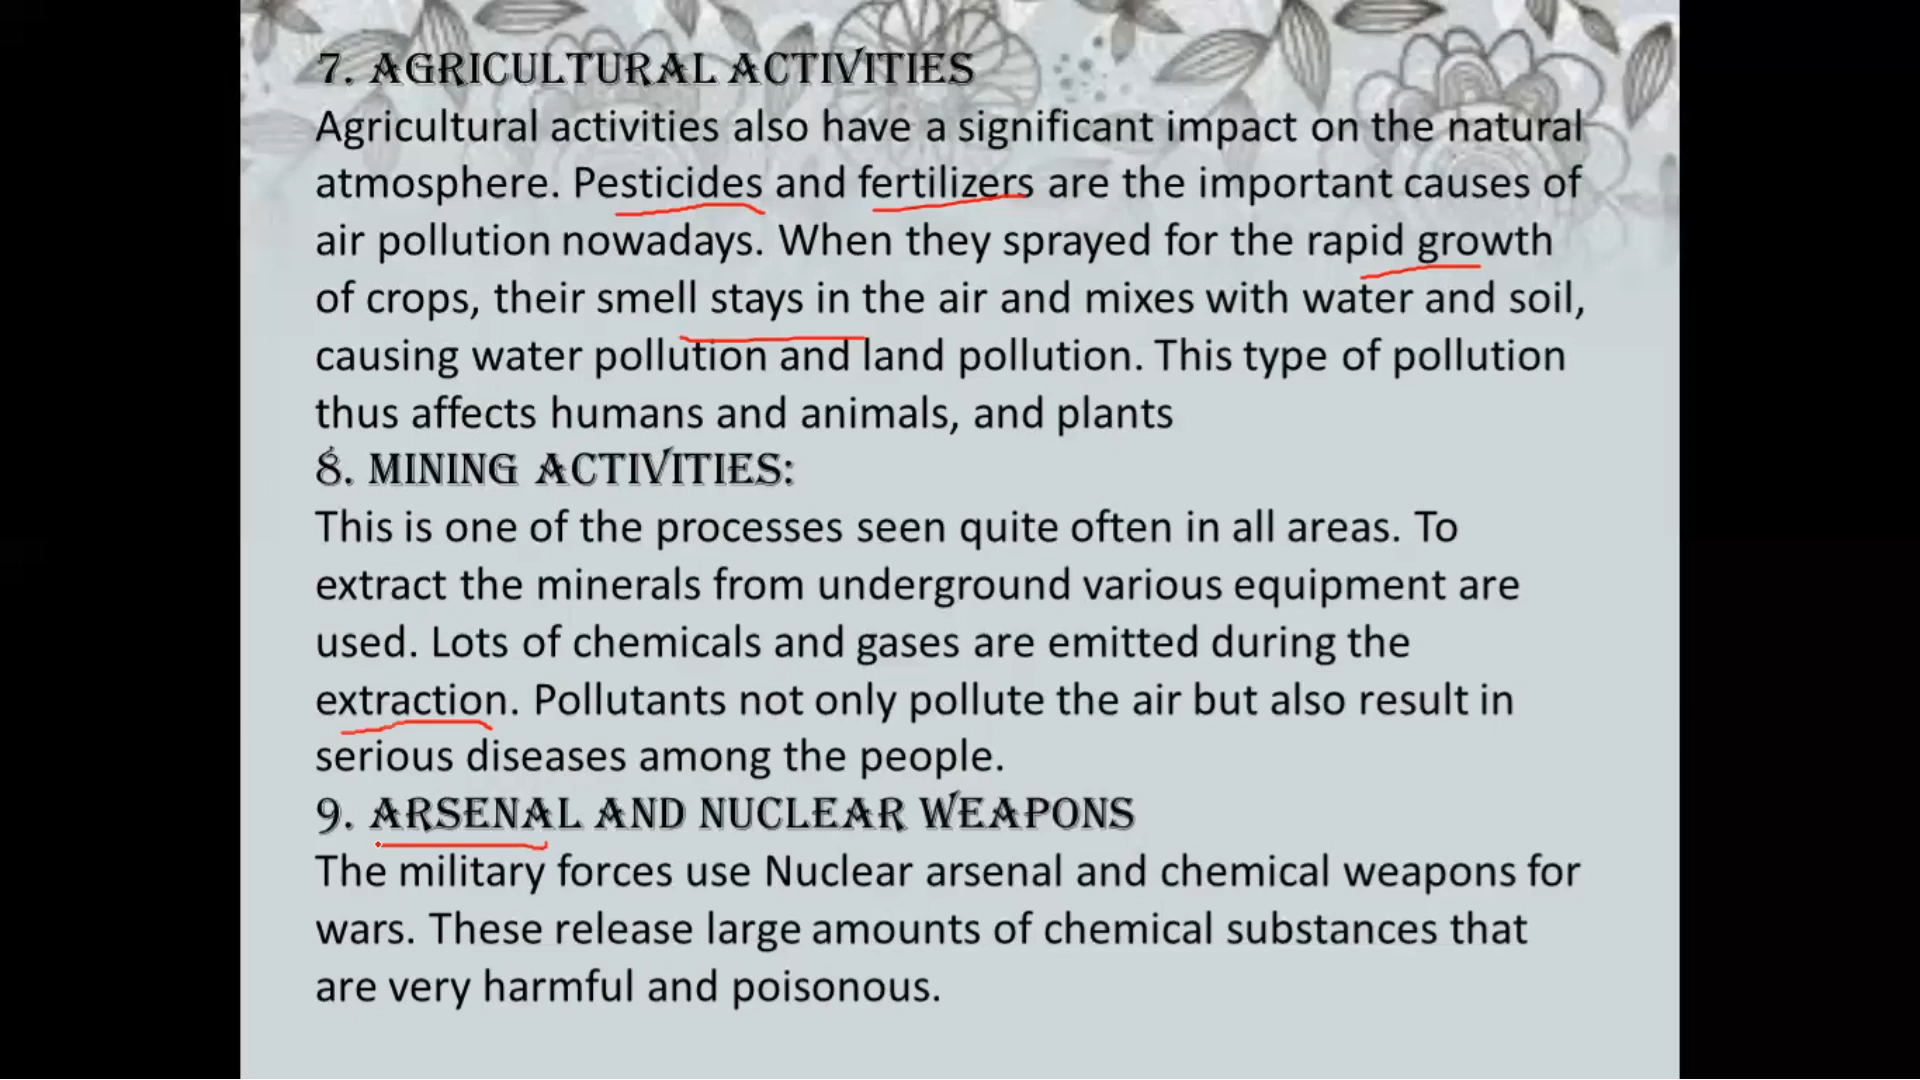 7. AGRICULTURAL ACTIVITIES
Agricultural activities also have a significant impact on the natural
atmosphere. Pesticides and fertilizers are the important causes of
air pollution nowadays. When they sprayed for the rapid growth
of crops, their smell stays in the air and mixes with water and soil,
causing water pollution and land pollution. This type of pollution
thus affects humans and animals, and plants
8. MINING ACTIVITIES:
This is one of the processes seen quite often in all areas. To
extract the minerals from underground various equipment are
used. Lots of chemicals and gases are emitted during the
extraction. Pollutants not only pollute the air but also result in
serious diseases among the people.
9. ARSENAL AND NUCLEAR WEAPONS
The military forces use Nuclear arsenal and chemical weapons for
wars. These release large amounts of chemical substances that
are very harmful and poisonous.